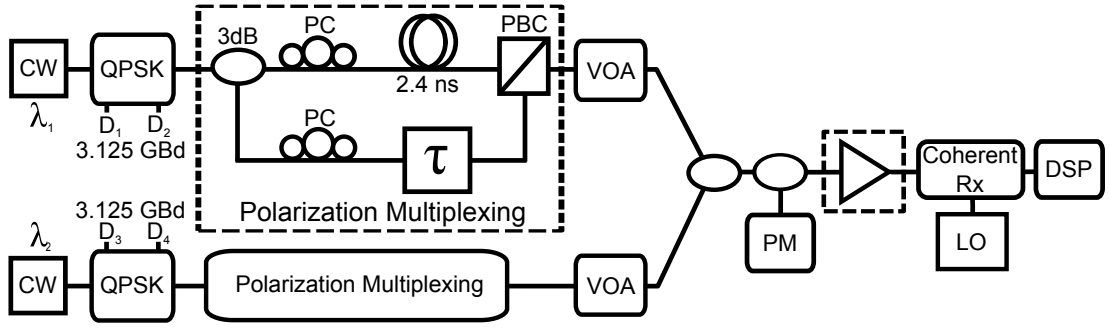 CW
λ₁
QPSK
D₁ D₂
3.125 GBd
3dB
PC
2.4 ns
PBC
PC
τ
Polarization Multiplexing
VOA
3.125 GBd
D₃ D₄
λ₂
CW
QPSK
Polarization Multiplexing
VOA
PM
Coherent
Rx
LO
DSP